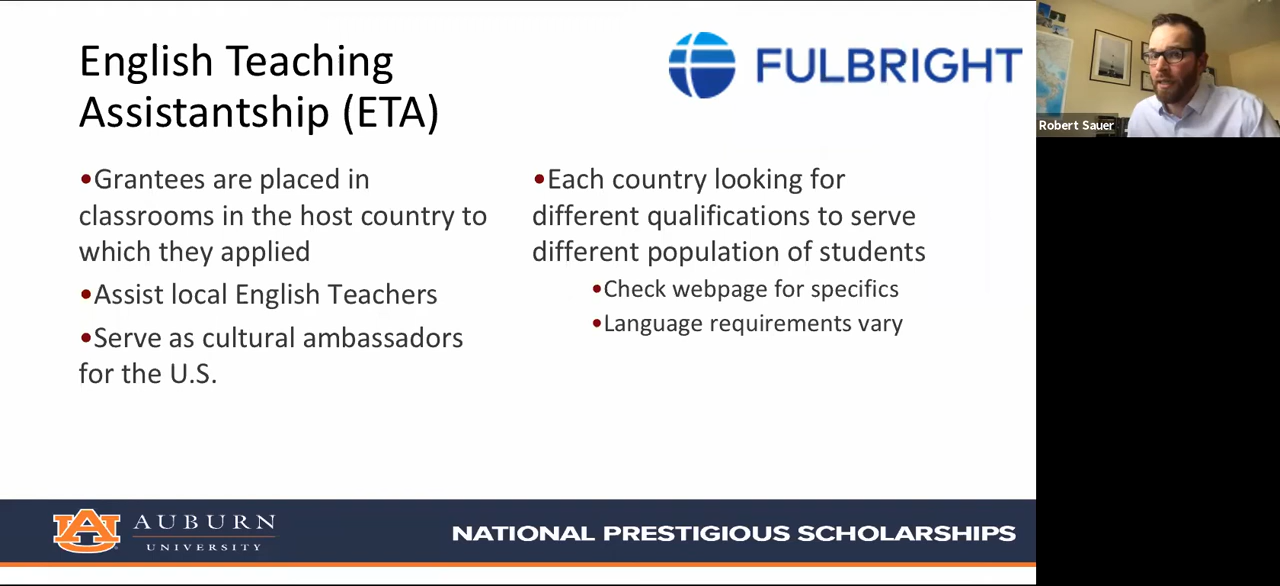 English Teaching
Assistantship (ETA)
FULBRIGHT
•Grantees are placed in
classrooms in the host country to
which they applied
•Assist local English Teachers
•Serve as cultural ambassadors
for the U.S.
•Each country looking for
different qualifications to serve
different population of students
•Check webpage for specifics
•Language requirements vary
Robert Sauer
AU
AUBURN
UNIVERSITY
NATIONAL PRESTIGIOUS SCHOLARSHIPS